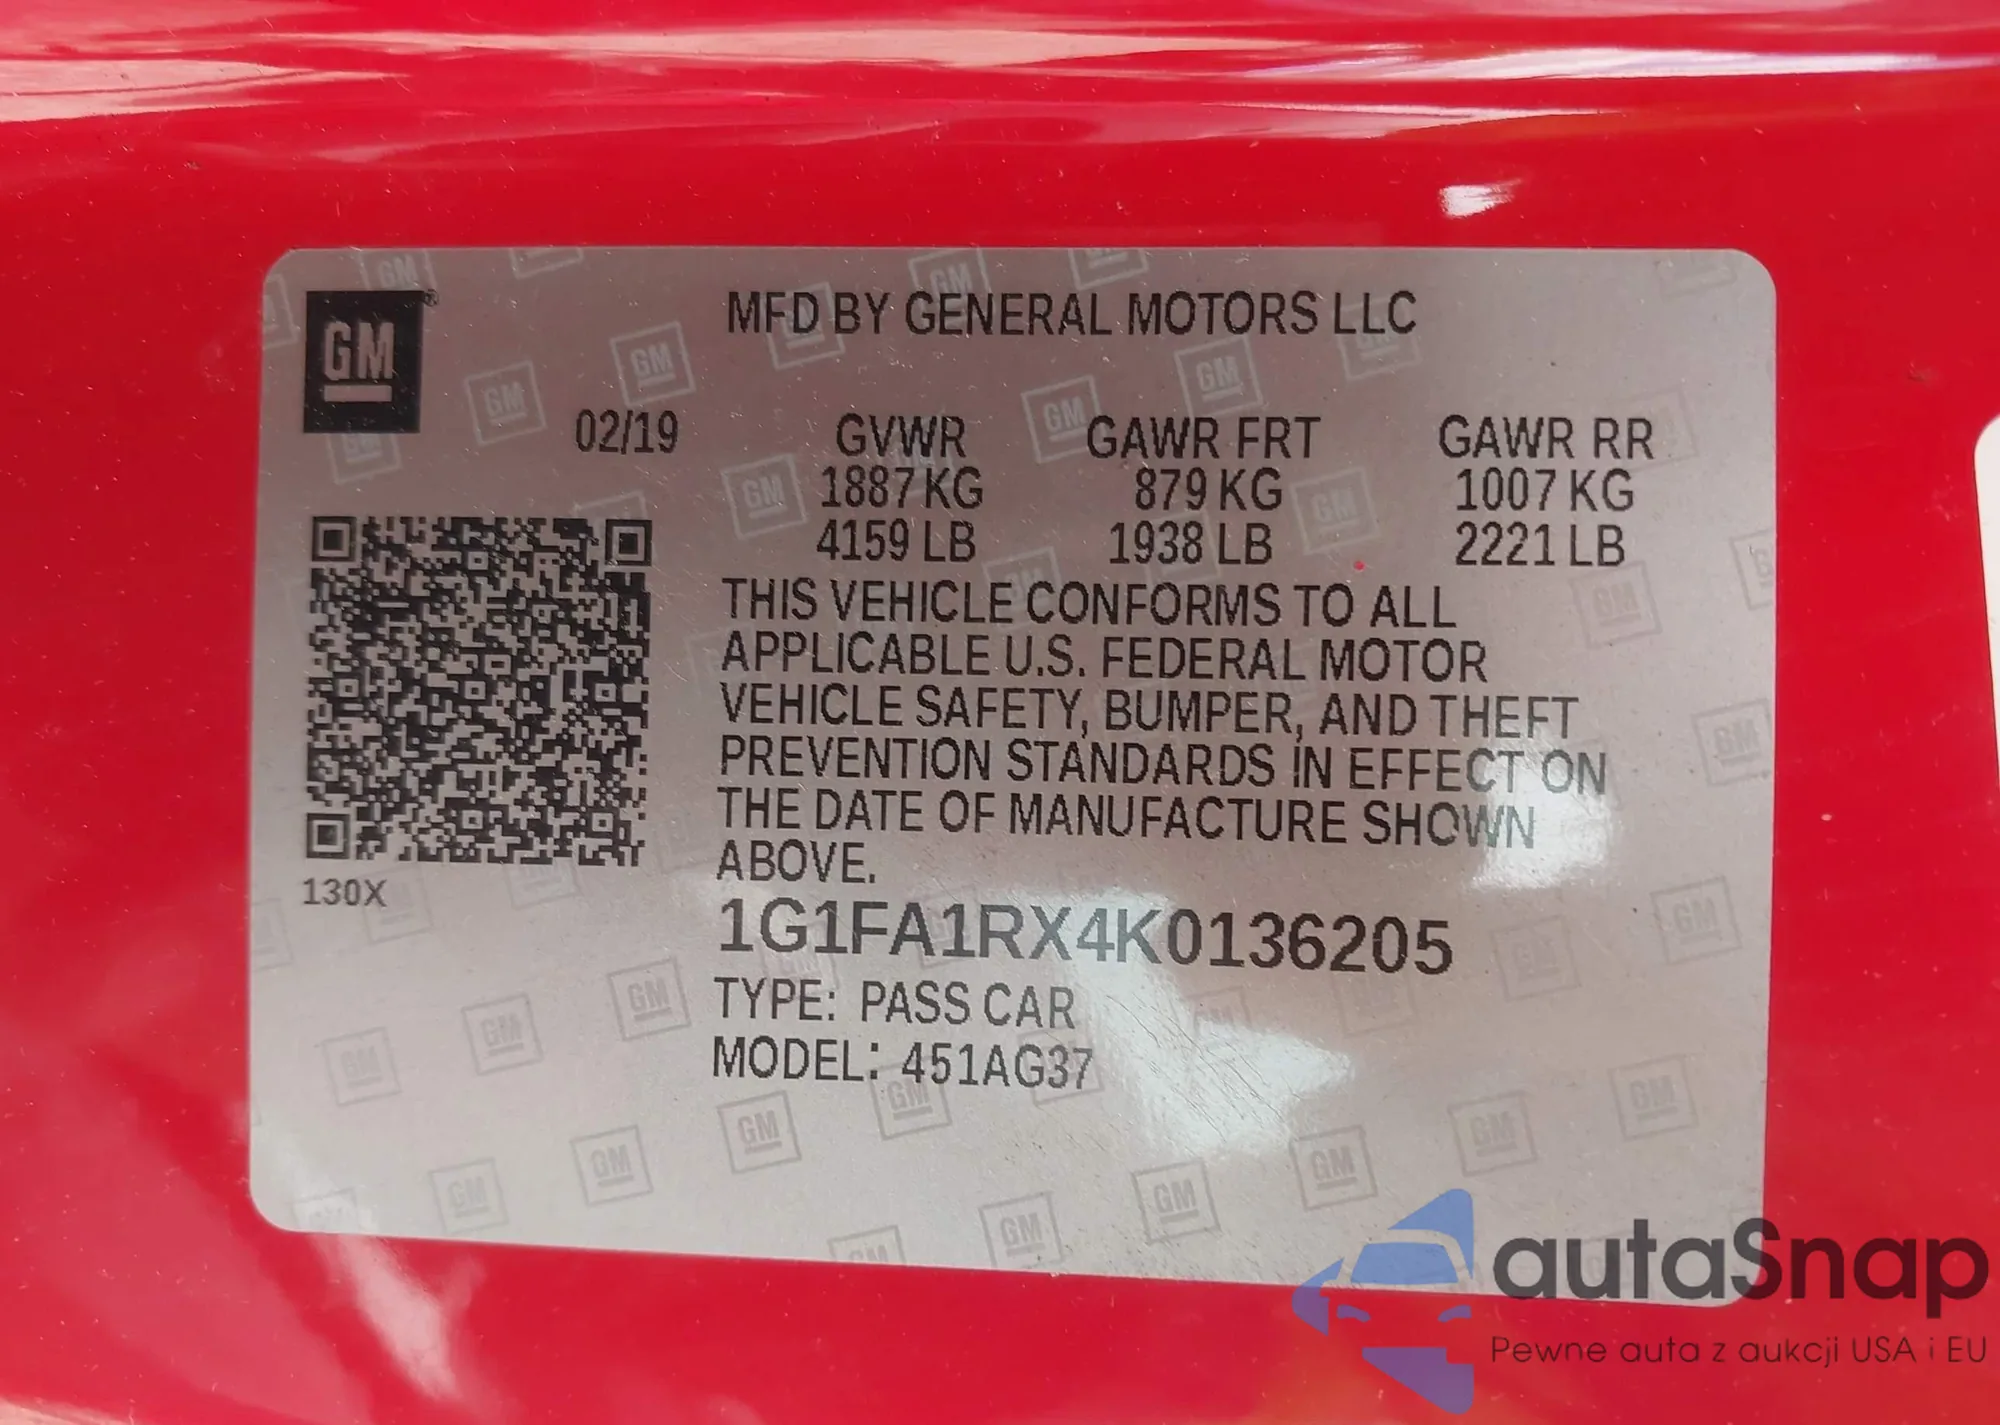 GM®
MFD BY GENERAL MOTORS LLC
02/19 GVWR GAWR FRT GAWR RR
1887 KG 879 KG 1007 KG
4159 LB 1938 LB 2221 LB
THIS VEHICLE CONFORMS TO ALL
APPLICABLE U.S. FEDERAL MOTOR
VEHICLE SAFETY, BUMPER, AND THEFT
PREVENTION STANDARDS IN EFFECT ON
THE DATE OF MANUFACTURE SHOWN
ABOVE.
130X
1G1FA1RX4K0136205
TYPE: PASS CAR
MODEL: 451AG37
autaSnap
Pewne auta z aukcji USA i EU